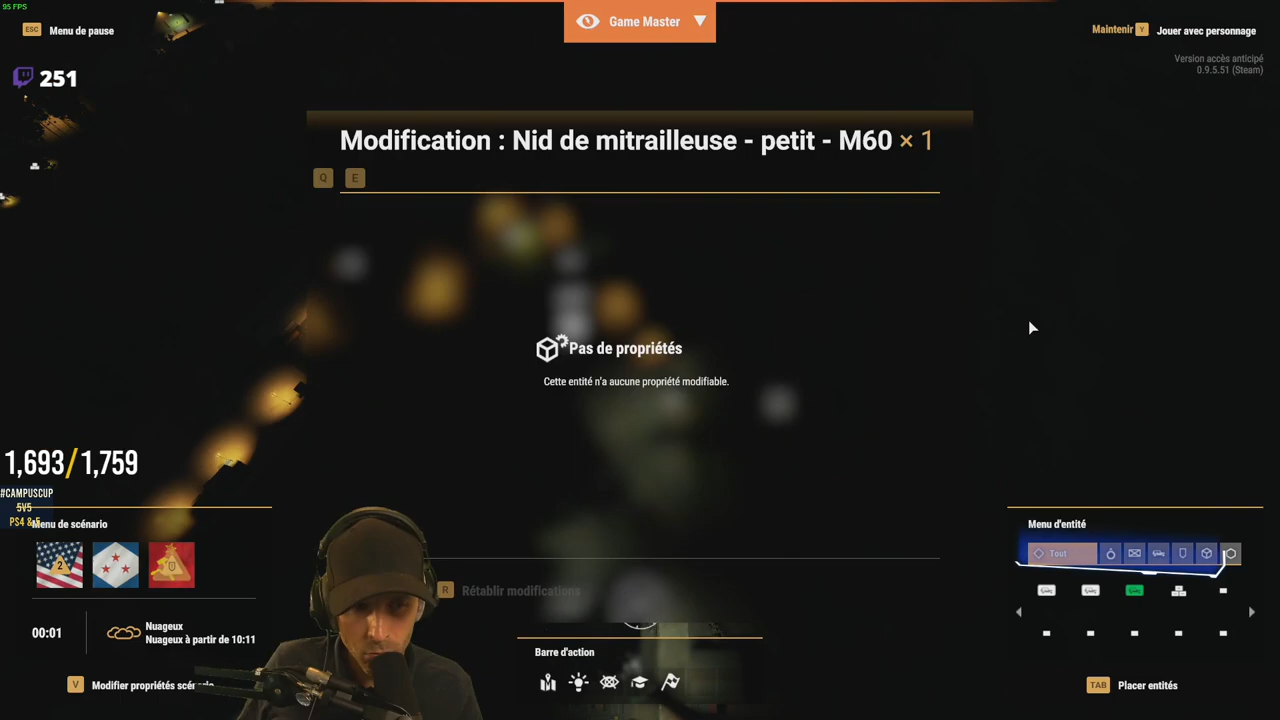 95 FPS
ESC Menu de pause
Game Master
Maintenir Y Jouer avec personnage
Version accès anticipé
0.9.5.51 (Steam)
251
Modification : Nid de mitrailleuse - petit - M60 × 1
Q E
Pas de propriétés
Cette entité n'a aucune propriété modifiable.
1,693/1,759
#CAMPUSCUP
5V5
PS4 &
Menu de scénario
2
00:01
Nuageux
Nuageux à partir de 10:11
V Modifier propriétés scén
R Rétablir modifications
Barre d'action
Menu d'entité
Tout
TAB Placer entités